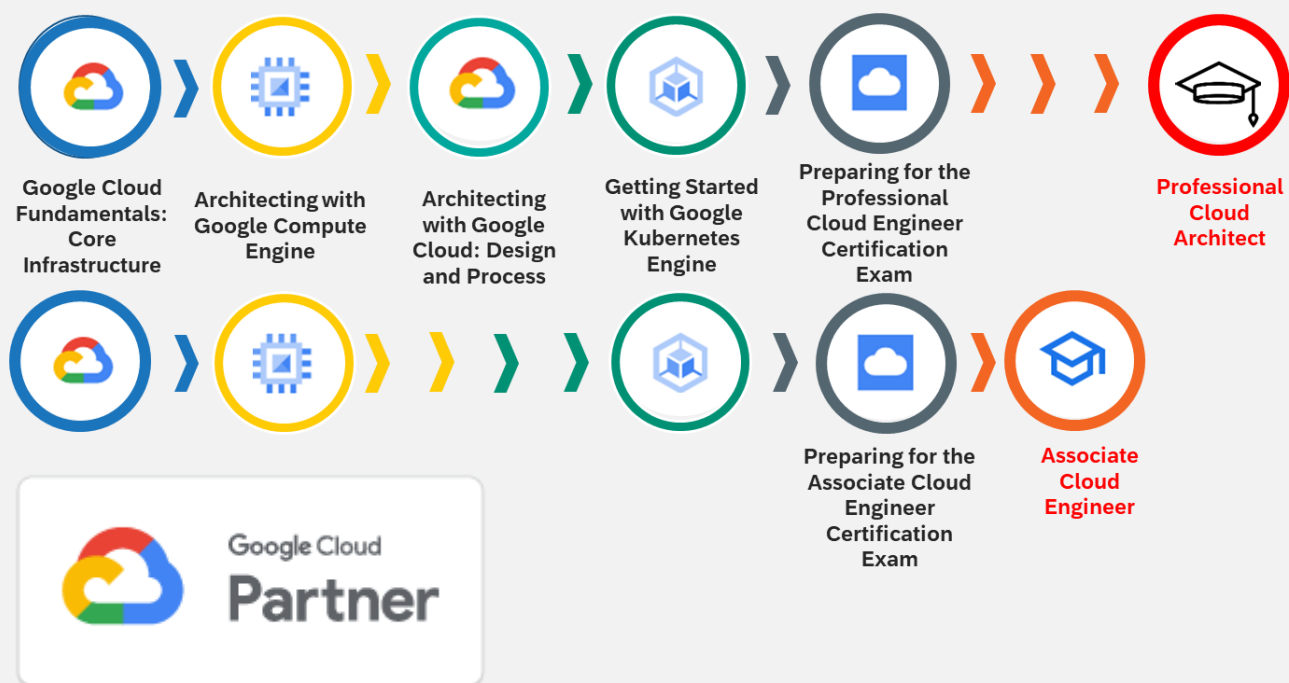 Google Cloud
Fundamentals:
Core
Infrastructure
Architecting with
Google Compute
Engine
Architecting
with Google
Cloud: Design
and Process
Getting Started
with Google
Kubernetes
Engine
Preparing for the
Professional
Cloud Engineer
Certification
Exam
Professional
Cloud
Architect
Preparing for the
Associate Cloud
Engineer
Certification
Exam
Associate
Cloud
Engineer
Google Cloud
Partner